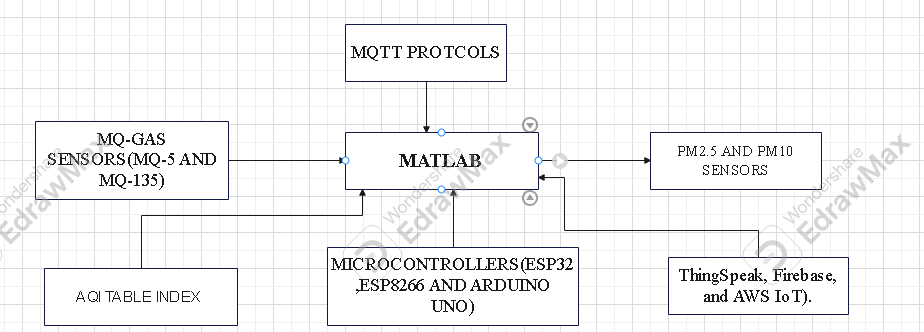 MQTT PROTCOLS
MQ-GAS
SENSORS(MQ-5 AND
MQ-135)
MATLAB
PM2.5 AND PM10
SENSORS
AQI TABLE INDEX
MICROCONTROLLERS(ESP32
,ESP8266 AND ARDUINO
UNO)
ThingSpeak, Firebase,
and AWS IoT).
Wondershare
EdrawMax
Wondershare
EdrawMax
Wondershare
EdrawMax